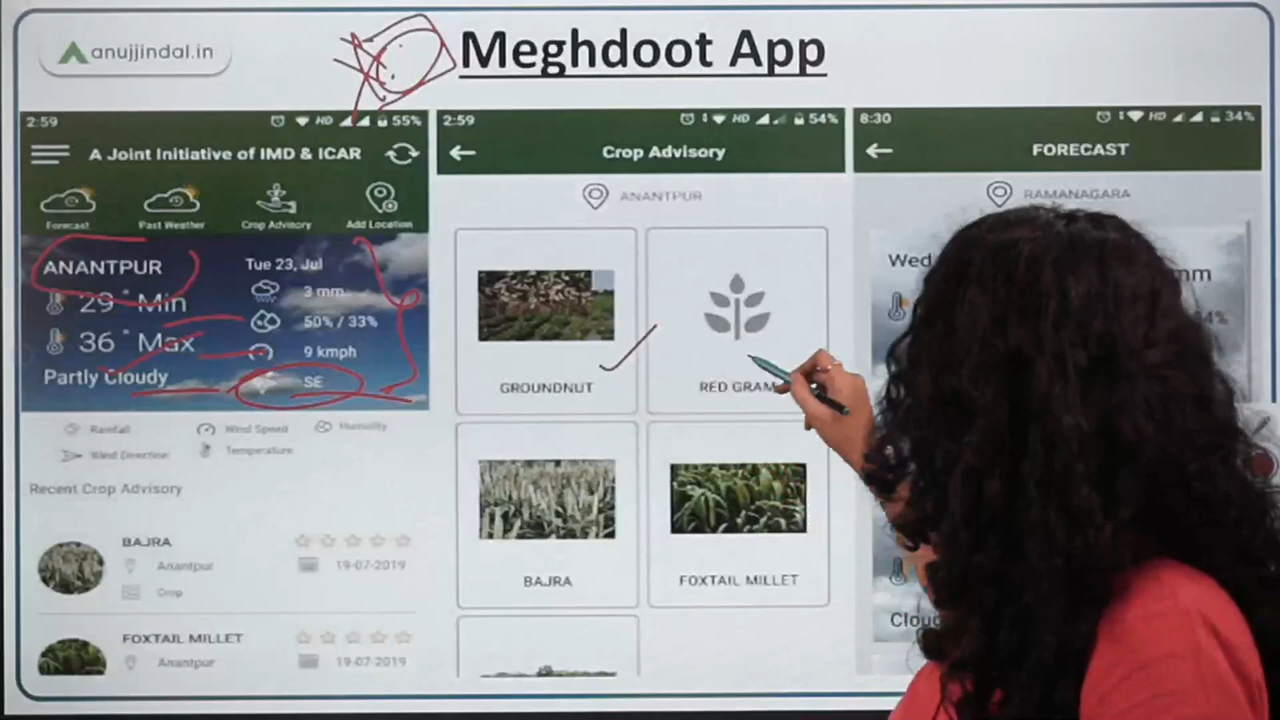 anujjindal.in
Meghdoot App
2:59
HD
55%
A Joint Initiative of IMD & ICAR
Forecast
Past Weather
Crop Advisory
Add Location
ANANTPUR
Tue 23, Jul
29° Min
3 mm
36° Max
50% / 33%
9 kmph
Partly Cloudy
SE
Rainfall
Wind Speed
Humidity
Wind Direction
Temperature
Recent Crop Advisory
BAJRA
Anantpur
19-07-2019
Crop
FOXTAIL MILLET
Anantpur
19-07-2019
2:59
HD
54%
Crop Advisory
ANANTPUR
GROUNDNUT
RED GRAM
BAJRA
FOXTAIL MILLET
8:30
HD
34%
FORECAST
RAMANAGARA
Wed
mm